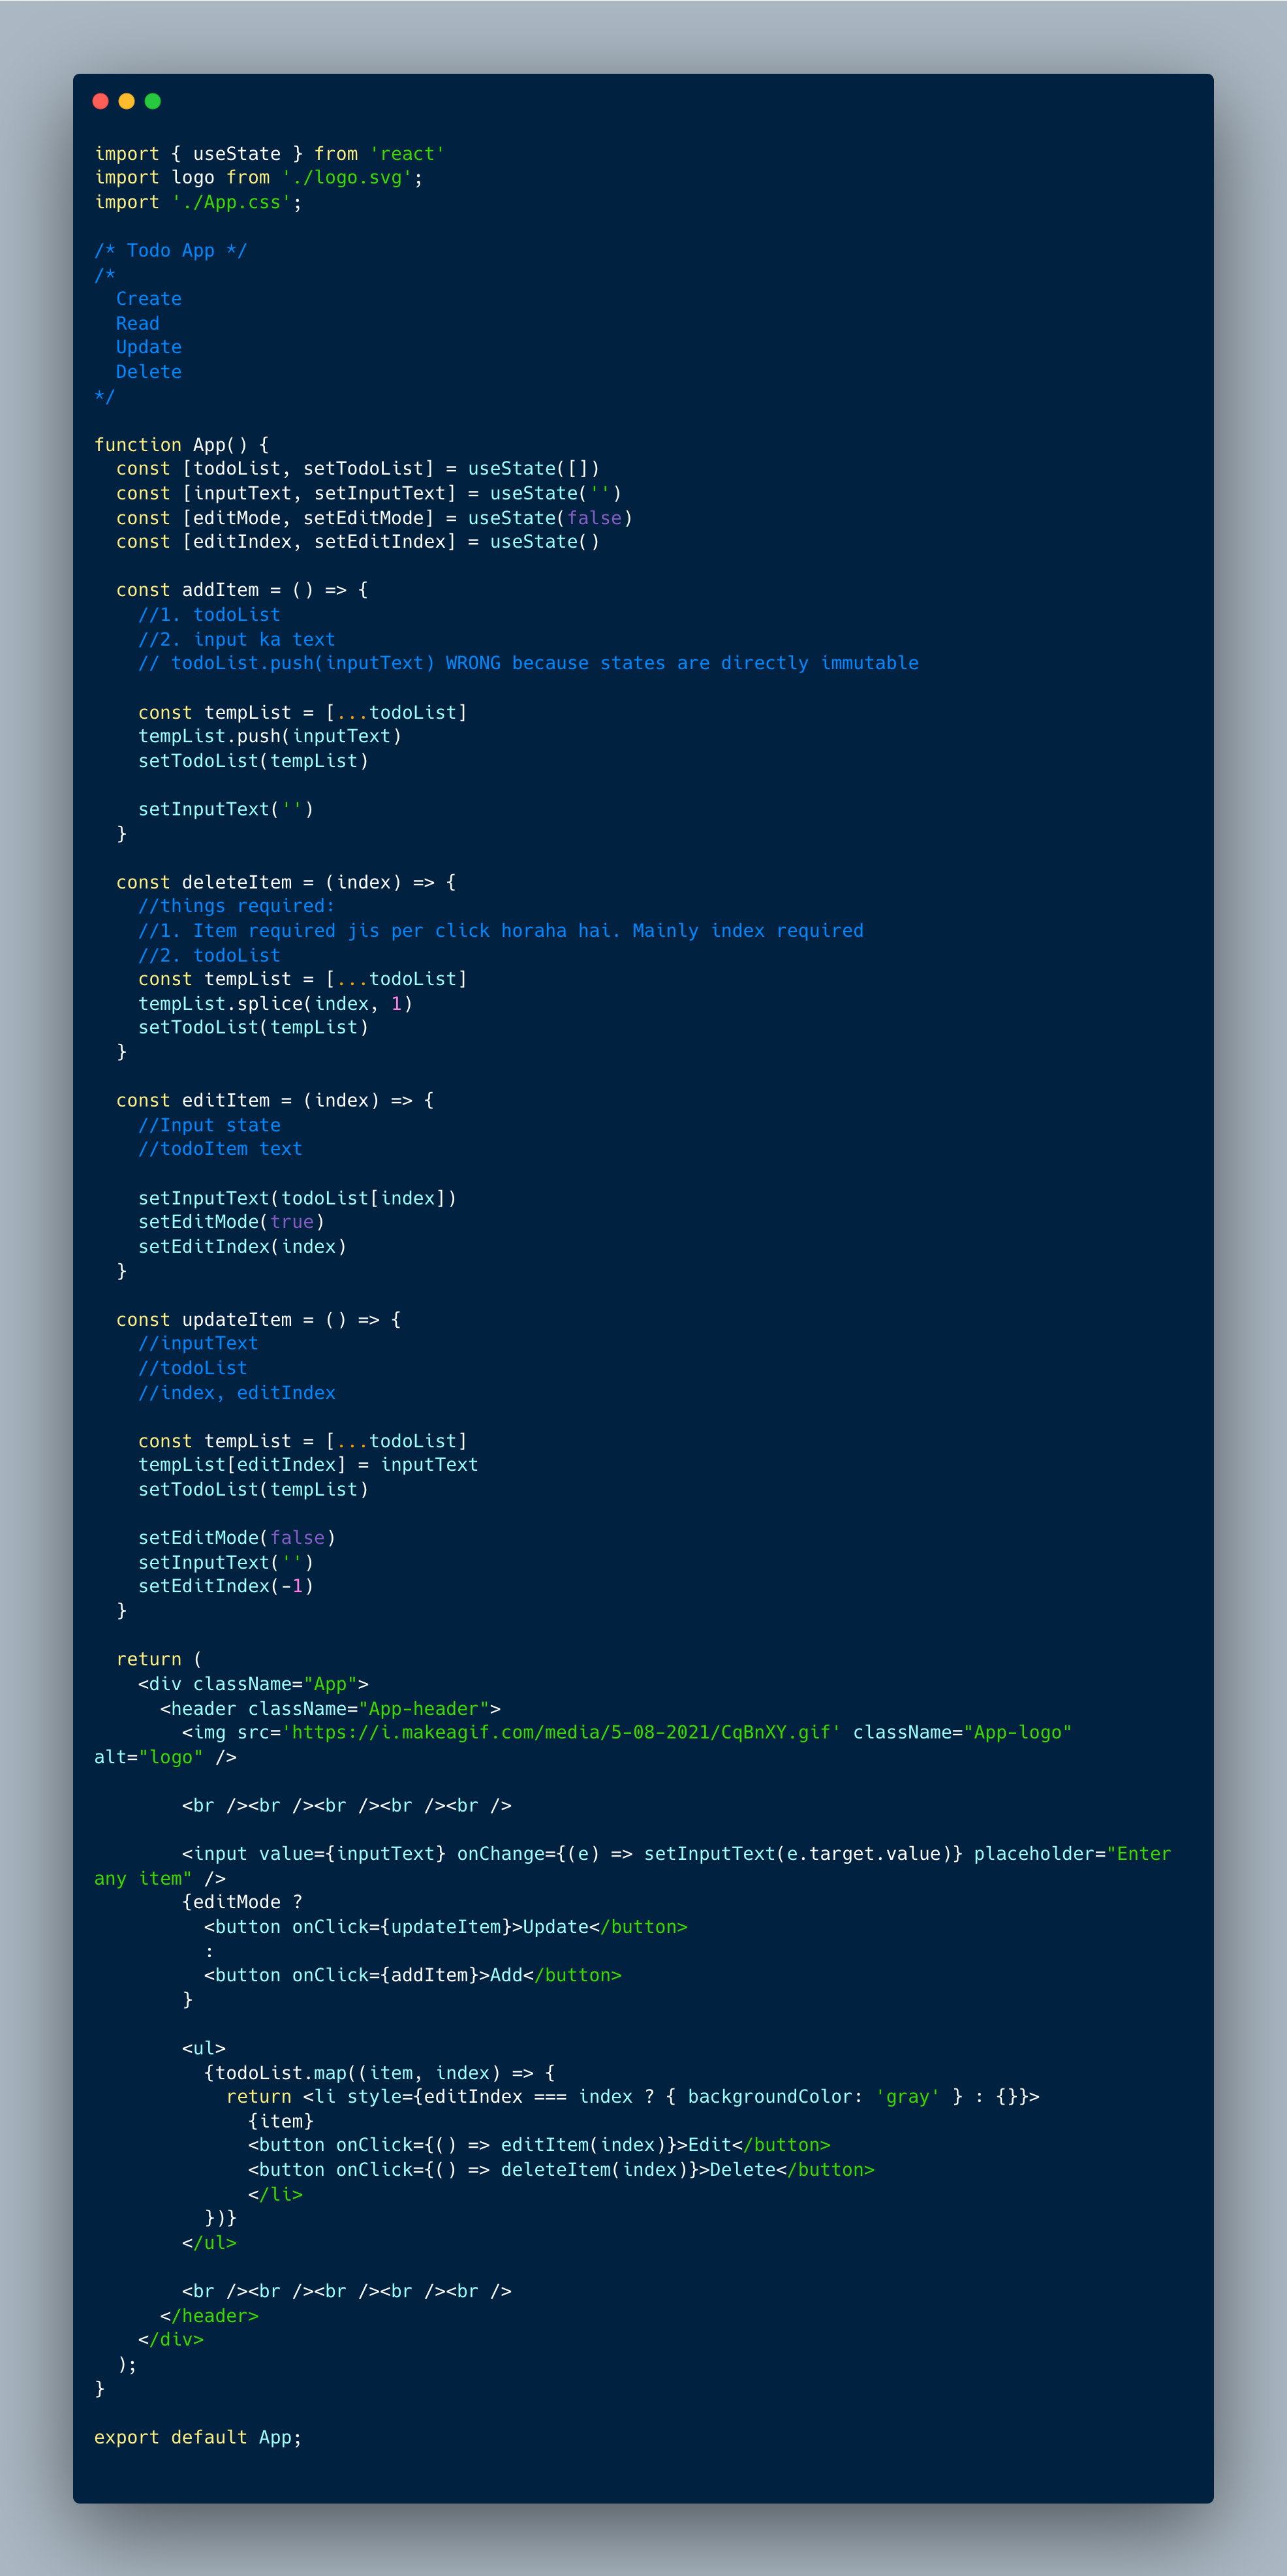 import { useState } from 'react'
import logo from './logo.svg';
import './App.css';

/* Todo App */
/*
  Create
  Read
  Update
  Delete
*/

function App() {
  const [todoList, setTodoList] = useState([])
  const [inputText, setInputText] = useState('')
  const [editMode, setEditMode] = useState(false)
  const [editIndex, setEditIndex] = useState()

  const addItem = () => {
    //1. todoList
    //2. input ka text
    // todoList.push(inputText) WRONG because states are directly immutable

    const tempList = [...todoList]
    tempList.push(inputText)
    setTodoList(tempList)

    setInputText('')
  }

  const deleteItem = (index) => {
    //things required:
    //1. Item required jis per click horaha hai. Mainly index required
    //2. todoList
    const tempList = [...todoList]
    tempList.splice(index, 1)
    setTodoList(tempList)
  }

  const editItem = (index) => {
    //Input state
    //todoItem text

    setInputText(todoList[index])
    setEditMode(true)
    setEditIndex(index)
  }

  const updateItem = () => {
    //inputText
    //todoList
    //index, editIndex

    const tempList = [...todoList]
    tempList[editIndex] = inputText
    setTodoList(tempList)

    setEditMode(false)
    setInputText('')
    setEditIndex(-1)
  }

  return (
    <div className="App">
      <header className="App-header">
        <img src='https://i.makeagif.com/media/5-08-2021/CqBnXY.gif' className="App-logo"
alt="logo" />

        <br /><br /><br /><br /><br />

        <input value={inputText} onChange={(e) => setInputText(e.target.value)} placeholder="Enter
any item" />
        {editMode ?
          <button onClick={updateItem}>Update</button>
          :
          <button onClick={addItem}>Add</button>
        }

        <ul>
          {todoList.map((item, index) => {
            return <li style={editIndex === index ? { backgroundColor: 'gray' } : {}}>
              {item}
              <button onClick={() => editItem(index)}>Edit</button>
              <button onClick={() => deleteItem(index)}>Delete</button>
              </li>
          })}
        </ul>

        <br /><br /><br /><br /><br />
      </header>
    </div>
  );
}

export default App;